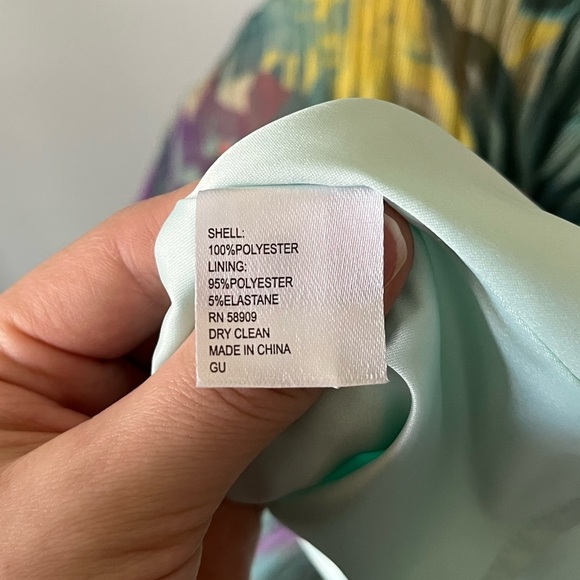 SHELL:
100%POLYESTER
LINING:
95%POLYESTER
5%ELASTANE
RN 58909
DRY CLEAN
MADE IN CHINA
GU